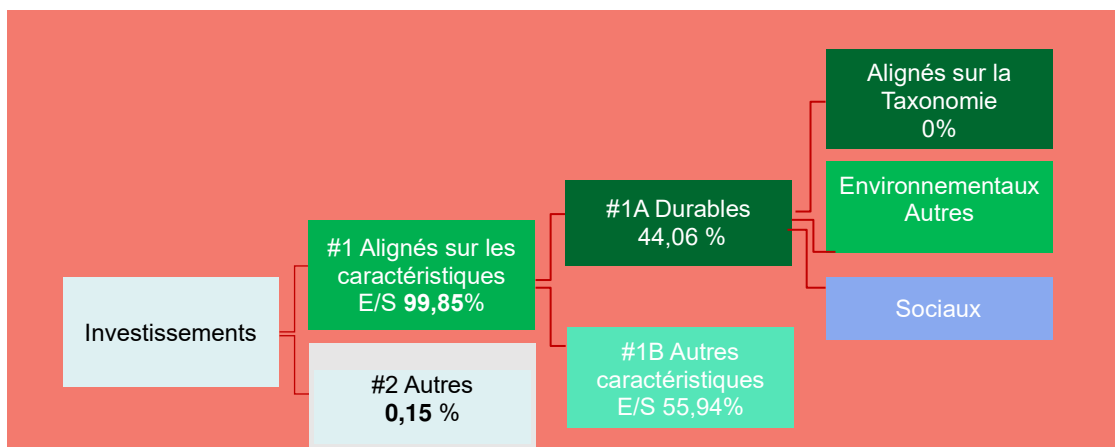 Investissements
#1 Alignés sur les
caractéristiques
E/S 99,85%
#2 Autres
0,15 %
#1A Durables
44,06 %
#1B Autres
caractéristiques
E/S 55,94%
Alignés sur la
Taxonomie
0%
Environnementaux
Autres
Sociaux